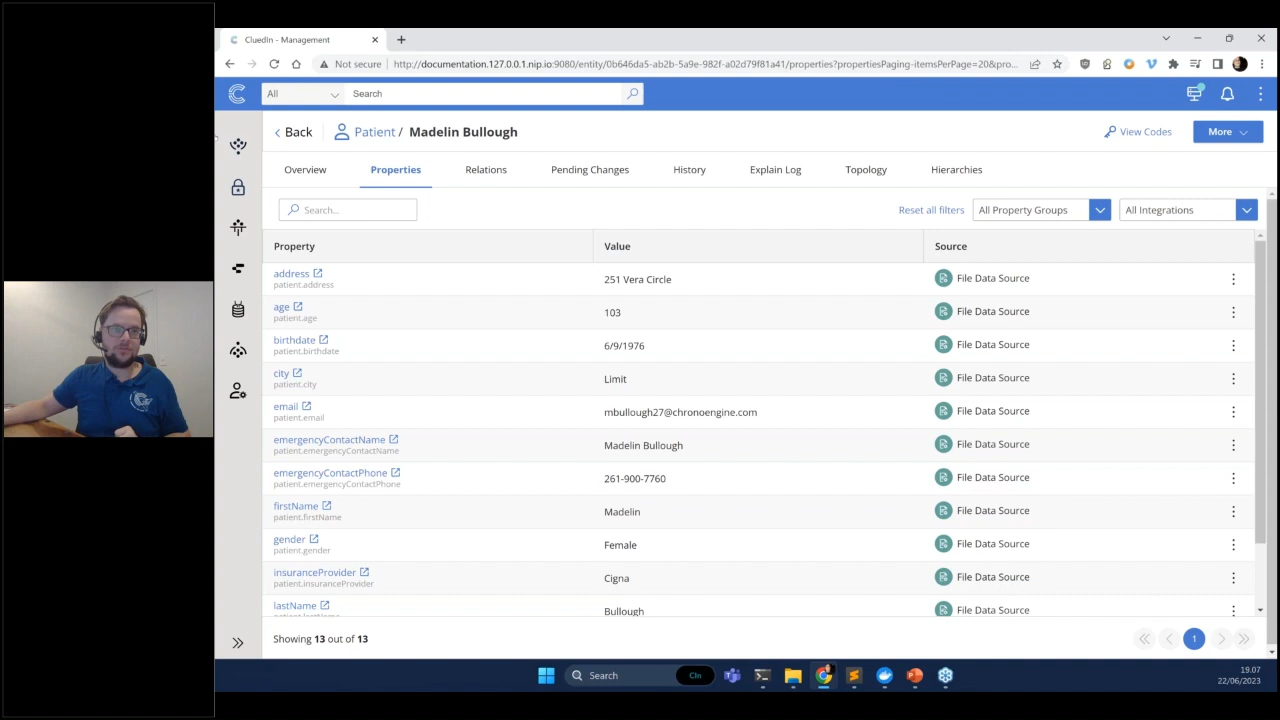 CluedIn - Management
Not secure http://documentation.127.0.0.1.nip.io:9080/entity/0b646da5-ab2b-5a9e-982f-a02d79f81a41/properties?propertiesPaging-itemsPerPage=20&pro...
All Search
Back Patient / Madelin Bullough View Codes More
Overview Properties Relations Pending Changes History Explain Log Topology Hierarchies
Search... Reset all filters All Property Groups All Integrations
Property Value Source
address 251 Vera Circle File Data Source
patient.address
age 103 File Data Source
patient.age
birthdate 6/9/1976 File Data Source
patient.birthdate
city Limit File Data Source
patient.city
email mbullough27@chronoengine.com File Data Source
patient.email
emergencyContactName Madelin Bullough File Data Source
patient.emergencyContactName
emergencyContactPhone 261-900-7760 File Data Source
patient.emergencyContactPhone
firstName Madelin File Data Source
patient.firstName
gender Female File Data Source
patient.gender
insuranceProvider Cigna File Data Source
patient.insuranceProvider
lastName Bullough File Data Source
Showing 13 out of 13 1
Search Cln 19.07
22/06/2023